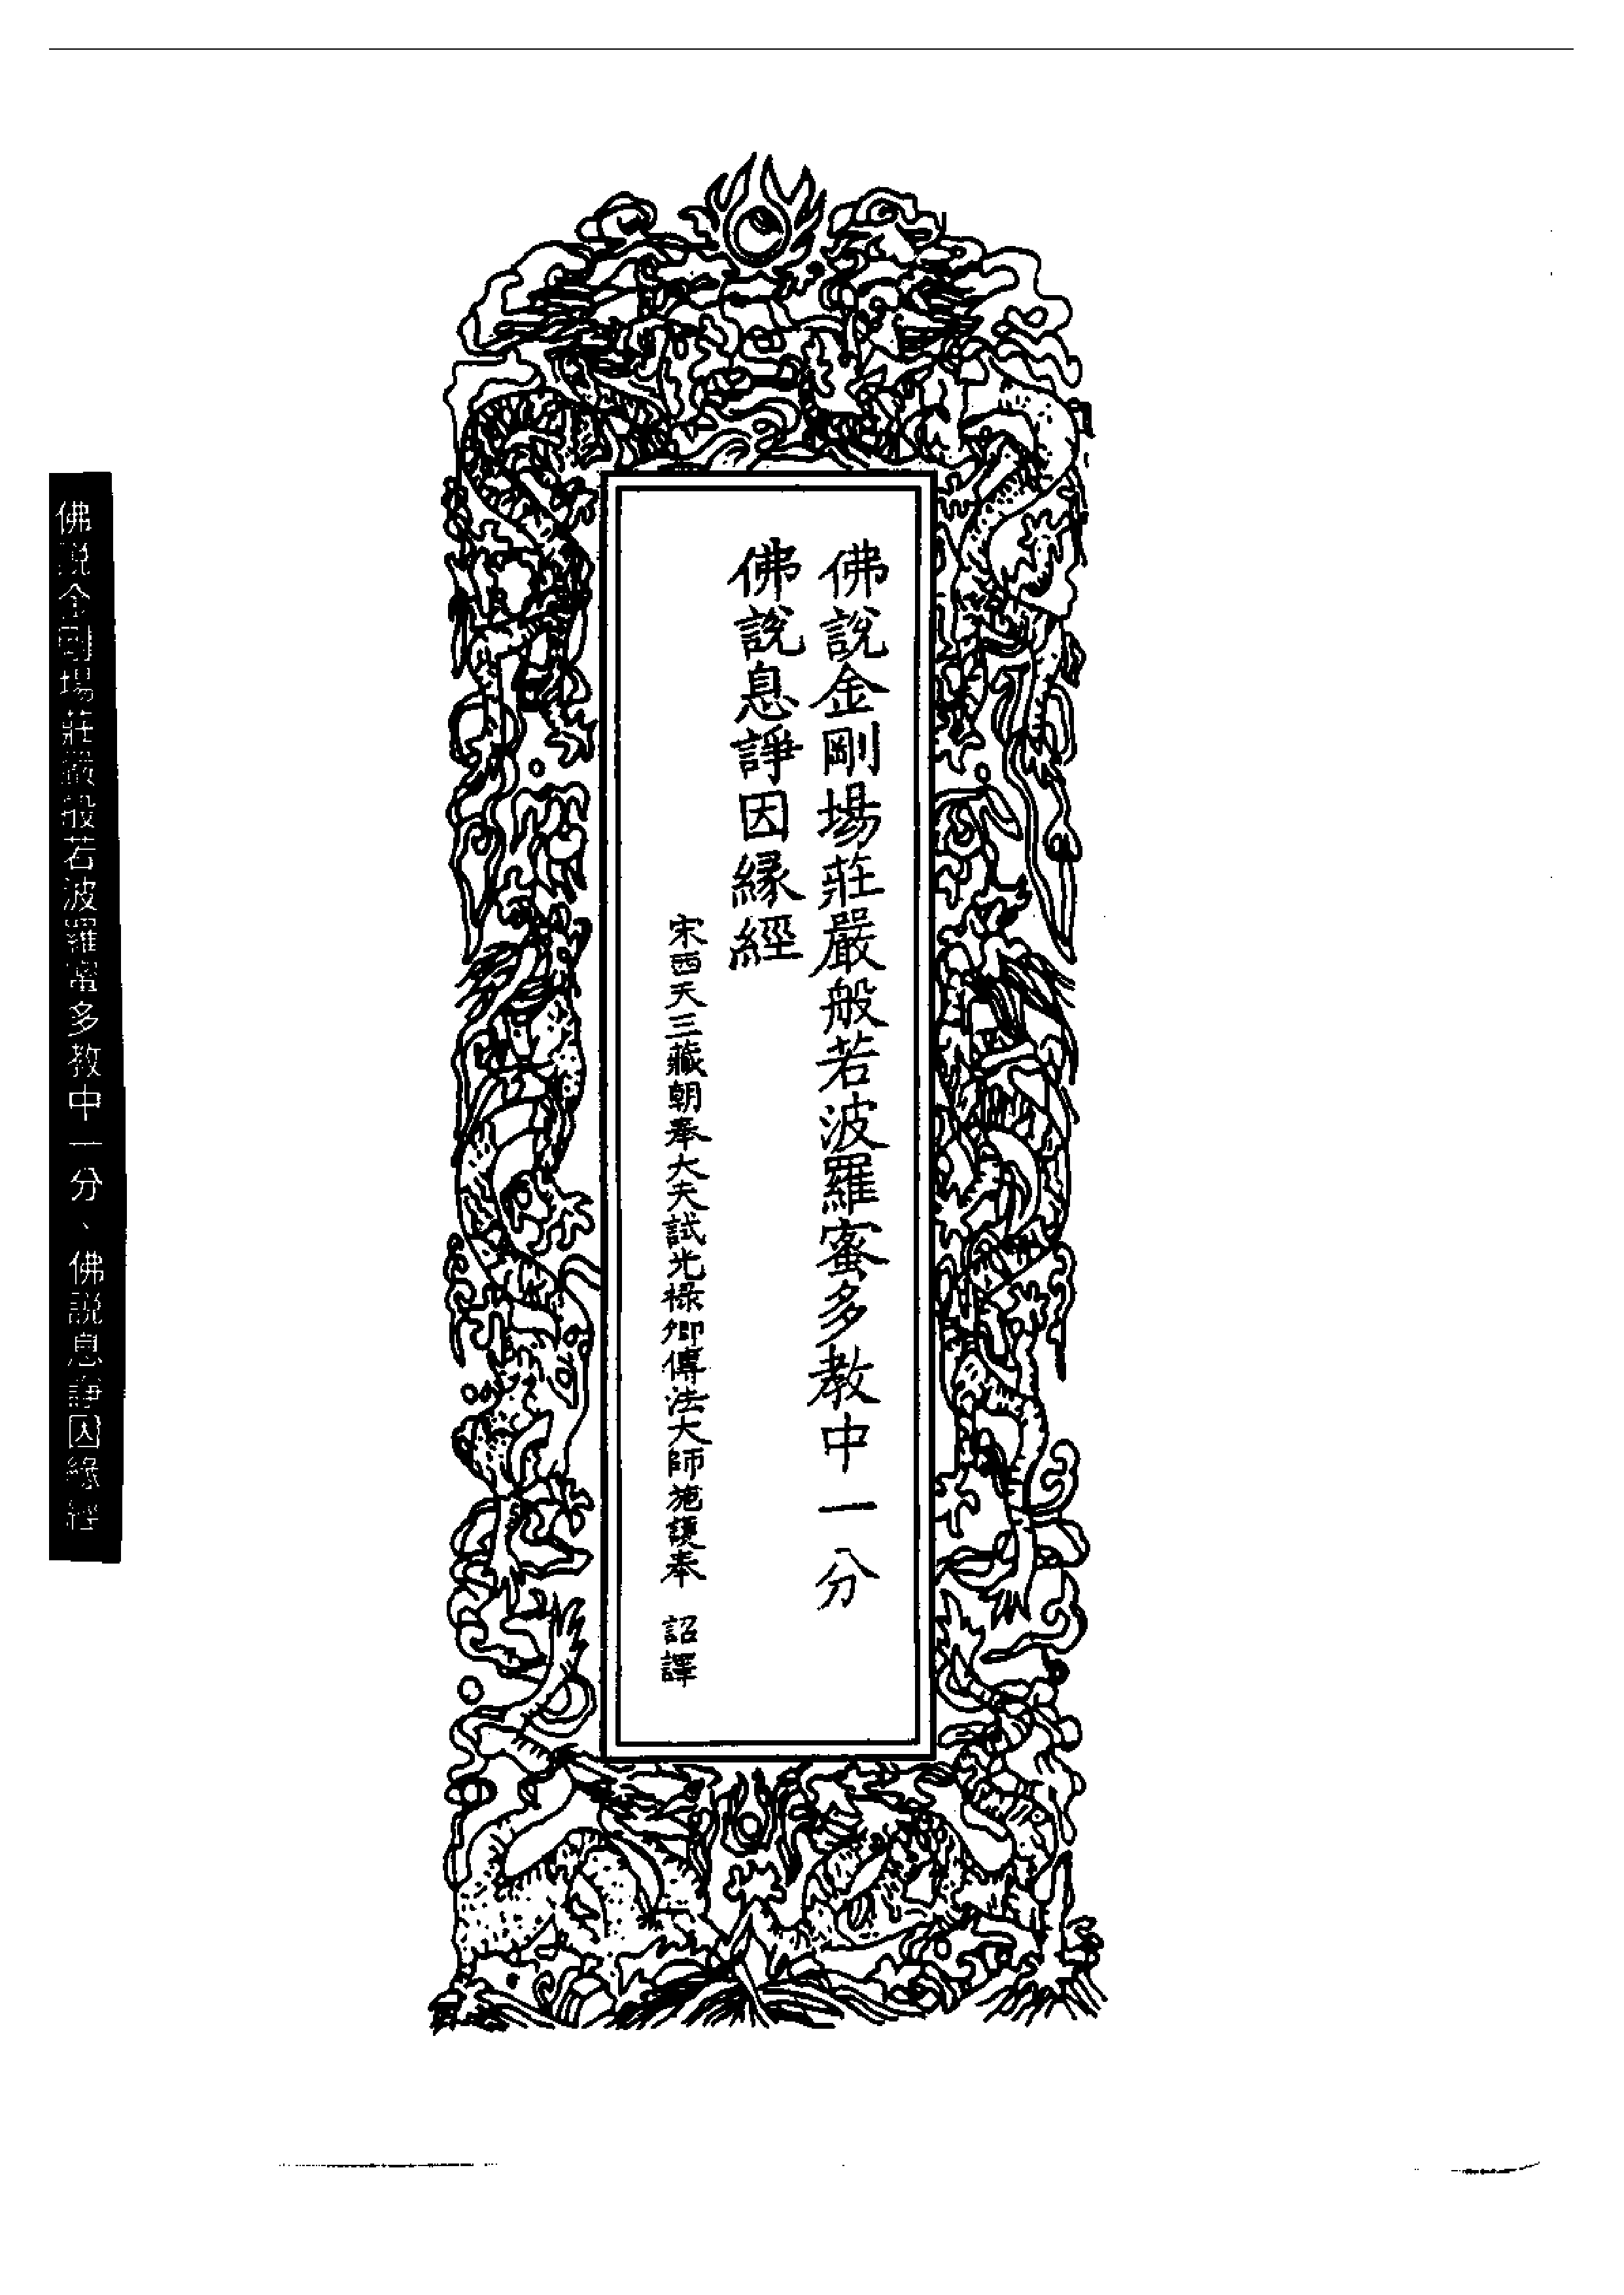 佛說金剛場莊嚴般若波羅蜜多教中一分
佛說息諍因緣經
宋西天三藏朝奉大夫試光祿卿傳法大師施護奉 詔譯
佛說金剛場莊嚴般若波羅蜜多教中一分、佛說息諍因緣經